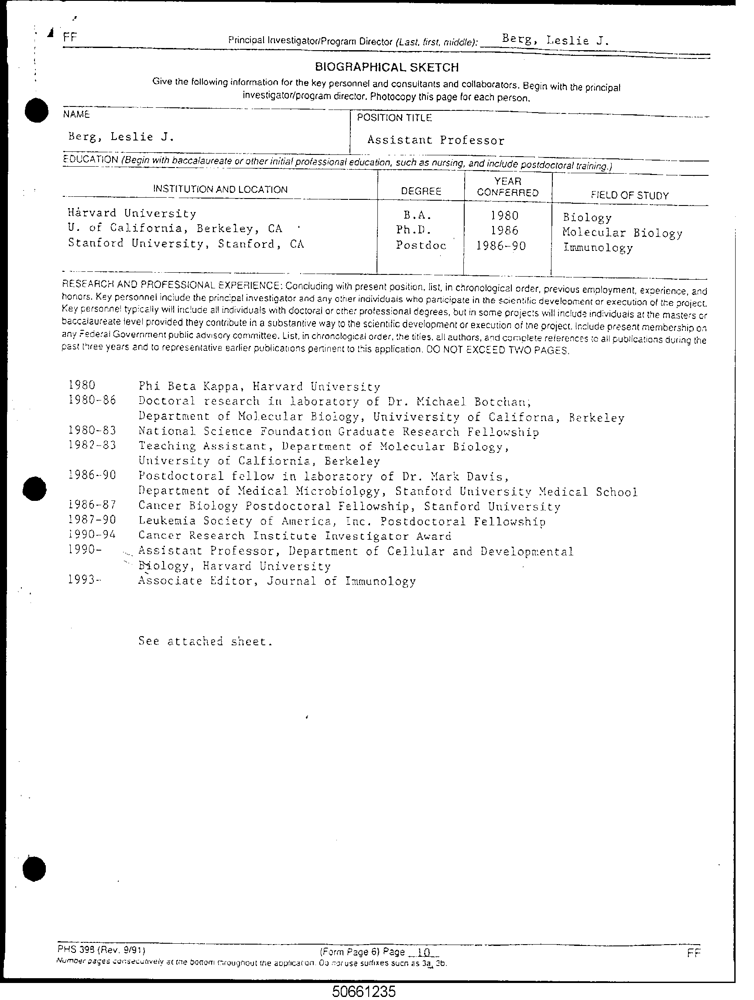 FF
Principal Investigator/Program Director (Last, first, middle): Berg, Leslie J.
BIOGRAPHICAL SKETCH
Give the following information for the key personnel and consultants and collaborators. Begin with the principal
investigator/program director. Photocopy this page for each person.
NAME POSITION TITLE
Berg, Leslie J. Assistant Professor
EDUCATION (Begin with baccalaureate or other initial professional education, such as nursing, and include postdoctoral training.)
INSTITUTION AND LOCATION DEGREE YEAR CONFERRED FIELD OF STUDY
Harvard University B.A. 1980 Biology
U. of California, Berkeley, CA Ph.D. 1986 Molecular Biology
Stanford University, Stanford, CA Postdoc 1986-90 Immunology
RESEARCH AND PROFESSIONAL EXPERIENCE: Concluding with present position, list, in chronological order, previous employment, experience, and
honors. Key personnel include the principal investigator and any other individuals who participate in the scientific development or execution of the project.
Key personnel typically will include all individuals with doctoral or other professional degrees, but in some projects will include individuals at the masters or
baccalaureate level provided they contribute in a substantive way to the scientific development or execution of the project. Include present membership on
any Federal Government public advisory committee. List, in chronological order, the titles, all authors, and complete references to all publications during the
past three years and to representative earlier publications pertinent to this application. DO NOT EXCEED TWO PAGES.
1980 Phi Beta Kappa, Harvard University
1980-86 Doctoral research in laboratory of Dr. Michael Botchan,
Department of Molecular Biology, Univiversity of Californa, Berkeley
1980-83 National Science Foundation Graduate Research Fellowship
1982-83 Teaching Assistant, Department of Molecular Biology,
University of Calfiornia, Berkeley
1986-90 Postdoctoral fellow in laboratory of Dr. Mark Davis,
Department of Medical Microbiology, Stanford University Medical School
1986-87 Cancer Biology Postdoctoral Fellowship, Stanford University
1987-90 Leukemia Society of America, Inc. Postdoctoral Fellowship
1990-94 Cancer Research Institute Investigator Award
1990- Assistant Professor, Department of Cellular and Developmental
Biology, Harvard University
1993- Associate Editor, Journal of Immunology
See attached sheet.
PHS 398 (Rev. 9/91) (Form Page 6) Page 10 FF
Number pages consecutively at the bottom throughout the application. Do not use suffixes such as 3a, 3b.
50661235